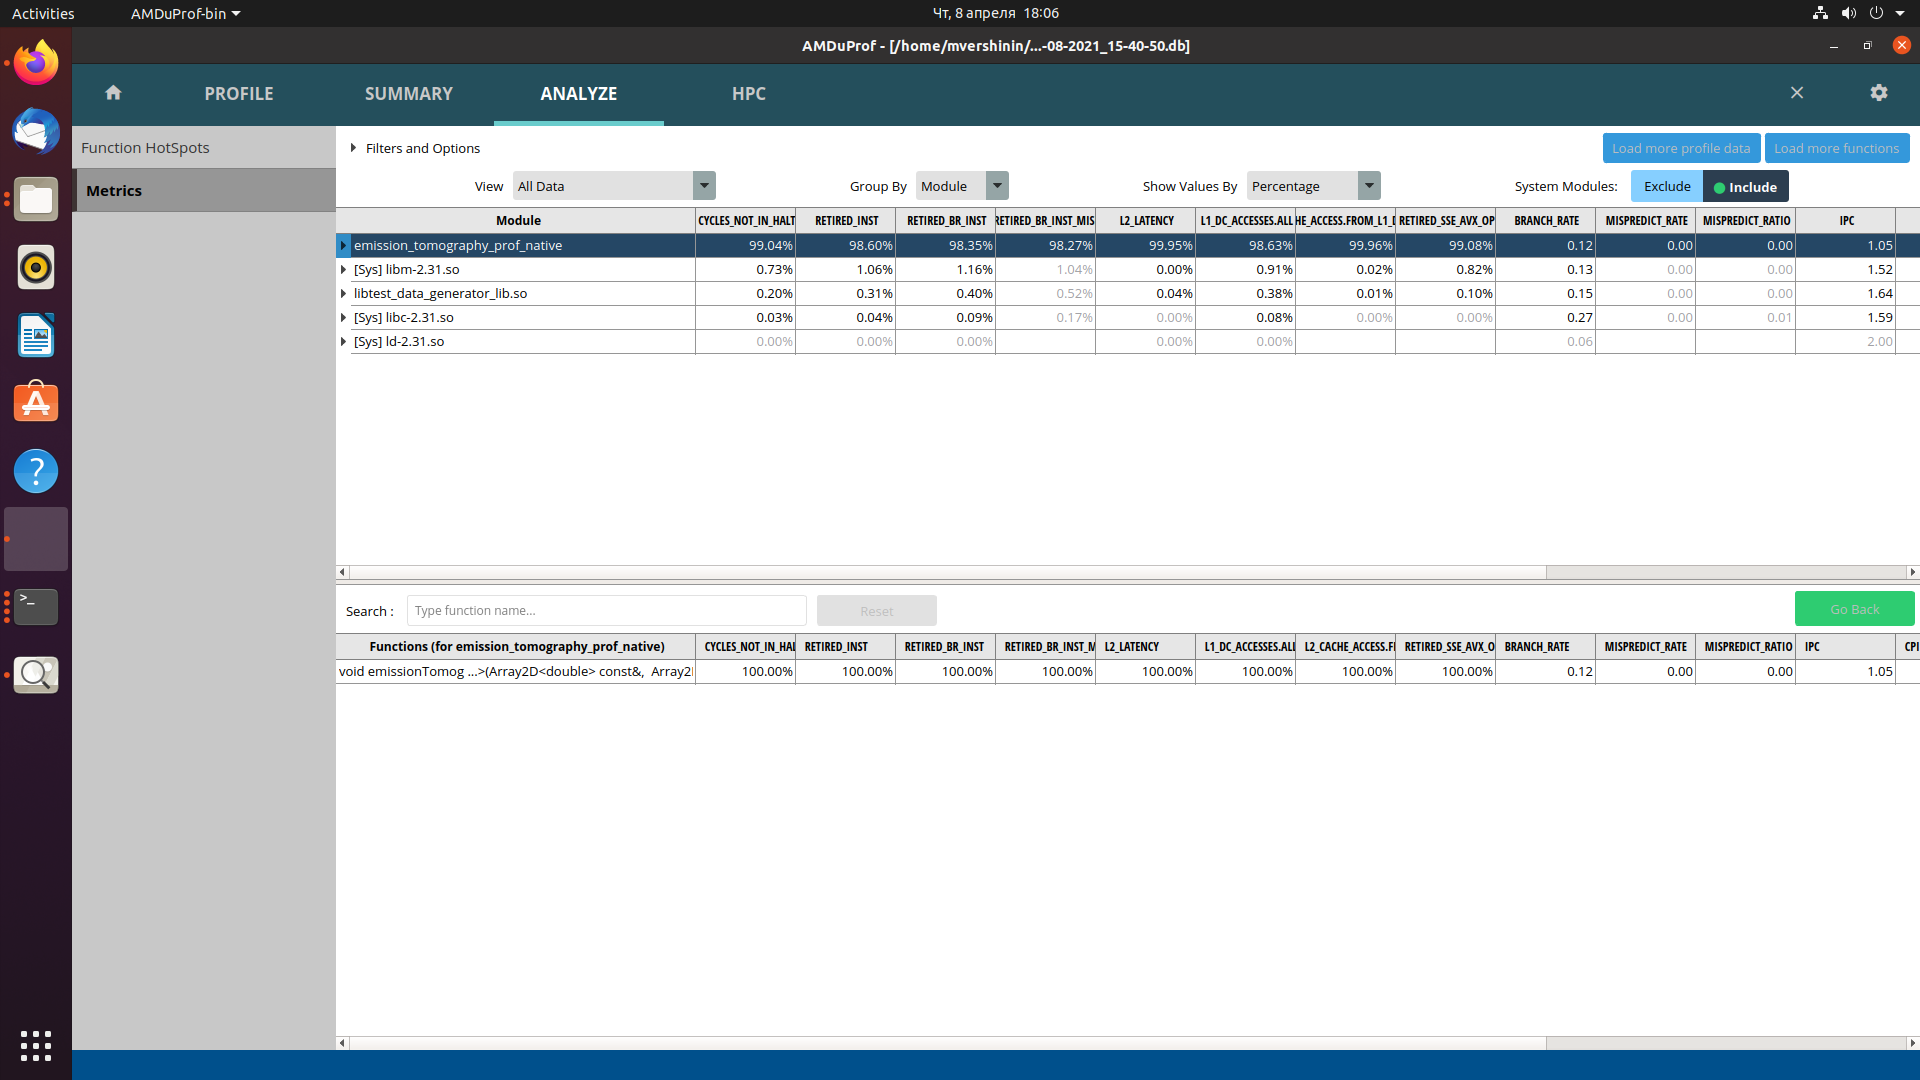 Activities AMDuProf-bin Чт, 8 апреля 18:06
AMDuProf - [/home/mvershinin/...-08-2021_15-40-50.db]
PROFILE SUMMARY ANALYZE HPC
Function HotSpots
Metrics
Filters and Options Load more profile data Load more functions
View All Data Group By Module Show Values By Percentage System Modules: Exclude Include
Module CYCLES_NOT_IN_HALT RETIRED_INST RETIRED_BR_INST RETIRED_BR_INST_MIS L2_LATENCY L1_DC_ACCESSES.ALL HE_ACCESS.FROM_L1_D RETIRED_SSE_AVX_OP BRANCH_RATE MISPREDICT_RATE MISPREDICT_RATIO IPC
emission_tomography_prof_native 99.04% 98.60% 98.35% 98.27% 99.95% 98.63% 99.96% 99.08% 0.12 0.00 0.00 1.05
[Sys] libm-2.31.so 0.73% 1.06% 1.16% 1.04% 0.00% 0.91% 0.02% 0.82% 0.13 0.00 0.00 1.52
libtest_data_generator_lib.so 0.20% 0.31% 0.40% 0.52% 0.04% 0.38% 0.01% 0.10% 0.15 0.00 0.00 1.64
[Sys] libc-2.31.so 0.03% 0.04% 0.09% 0.17% 0.00% 0.08% 0.00% 0.00% 0.27 0.00 0.01 1.59
[Sys] ld-2.31.so 0.00% 0.00% 0.00% 0.00% 0.00% 0.06 2.00
Search : Type function name... Reset Go Back
Functions (for emission_tomography_prof_native) CYCLES_NOT_IN_HAL RETIRED_INST RETIRED_BR_INST RETIRED_BR_INST_M L2_LATENCY L1_DC_ACCESSES.ALL L2_CACHE_ACCESS.FR RETIRED_SSE_AVX_O BRANCH_RATE MISPREDICT_RATE MISPREDICT_RATIO IPC CPI
void emissionTomog ...>(Array2D<double> const&, Array2 100.00% 100.00% 100.00% 100.00% 100.00% 100.00% 100.00% 100.00% 0.12 0.00 0.00 1.05